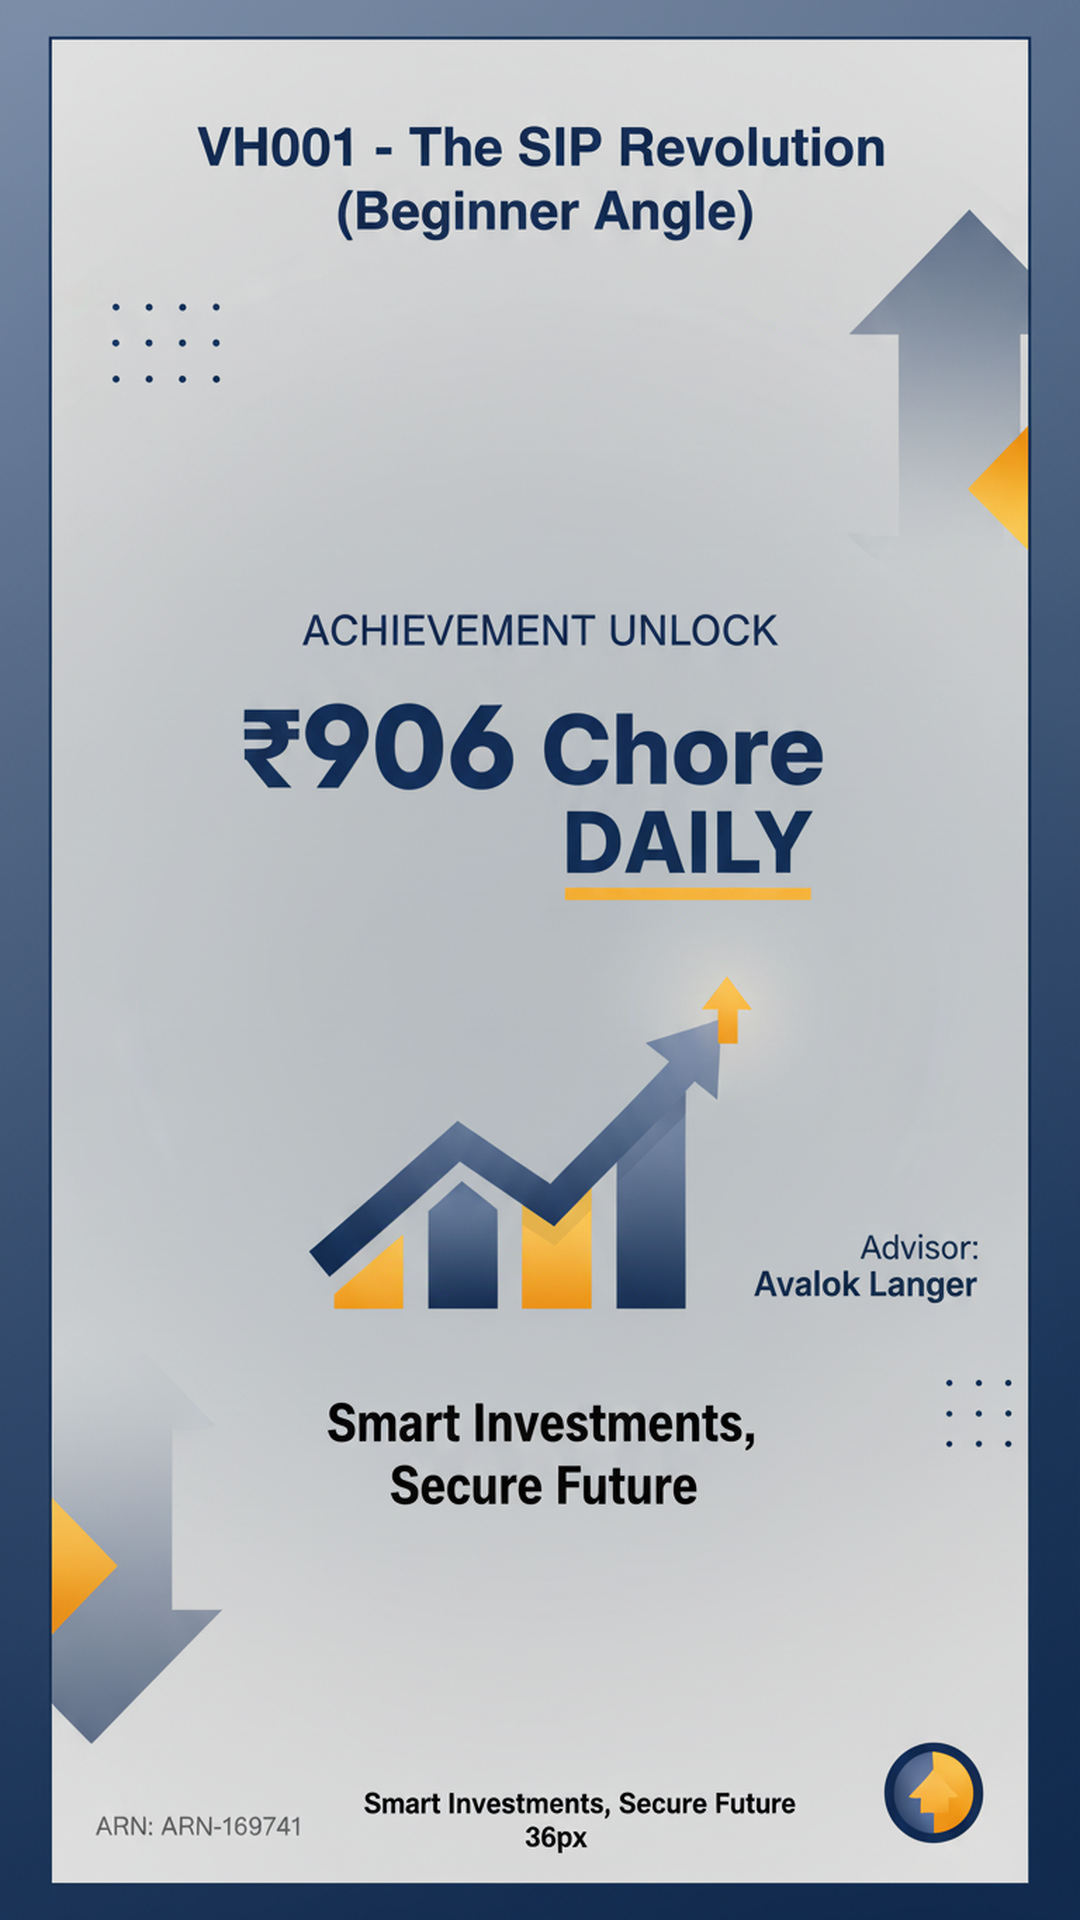 VH001 - The SIP Revolution
(Beginner Angle)
ACHIEVEMENT UNLOCK
₹906 Chore
DAILY
Advisor:
Avalok Langer
Smart Investments,
Secure Future
ARN: ARN-169741
Smart Investments, Secure Future
36px